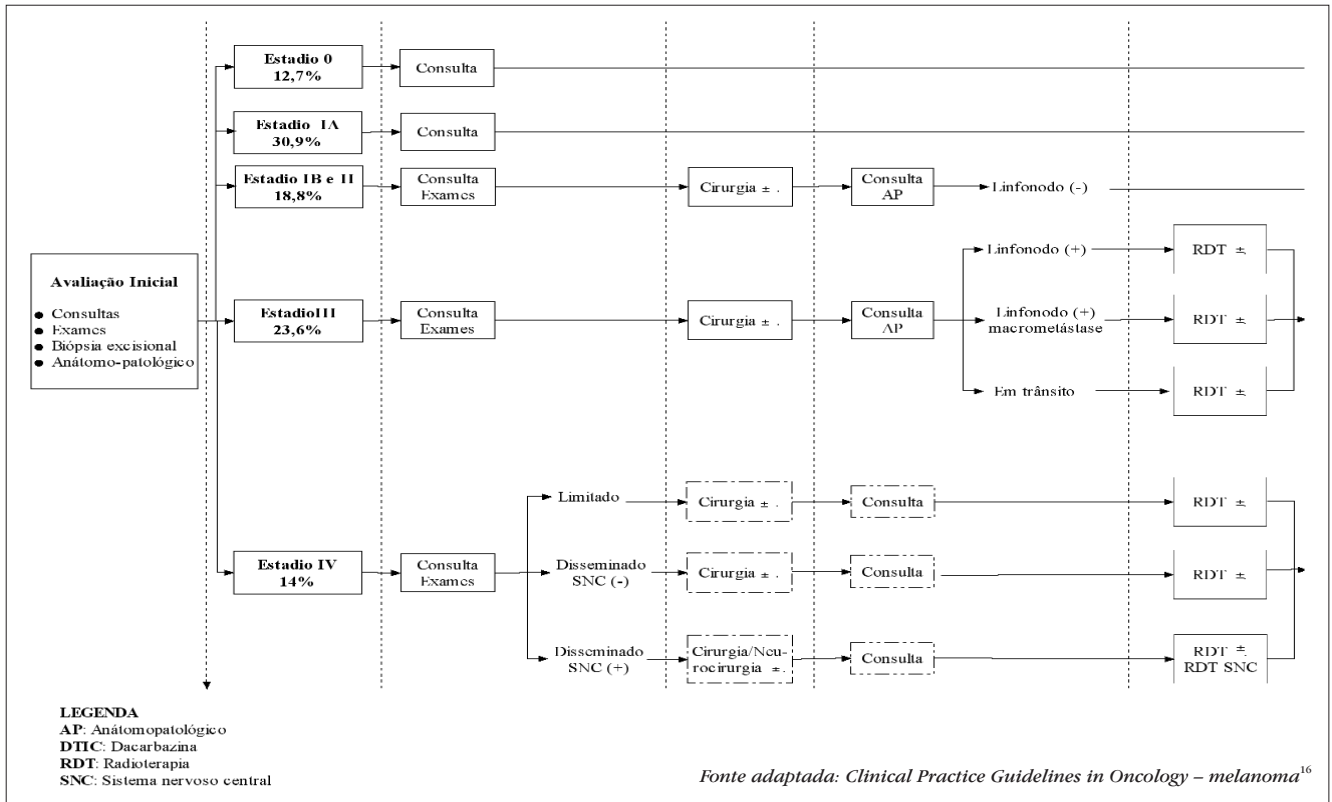 Estadio 0
12,7%
Consulta
Estadio IA
30,9%
Consulta
Estadio IB e II
18,8%
Consulta
Exames
Cirurgia ± .
Consulta
AP
Linfonodo (-)
Avaliação Inicial
● Consultas
● Exames
● Biópsia excisional
● Anátomo-patológico
EstadioIII
23,6%
Consulta
Exames
Cirurgia ± .
Consulta
AP
Linfonodo (+)
RDT ±
Linfonodo (+)
macrometástase
RDT ±
Em trânsito
RDT ±
Estadio IV
14%
Consulta
Exames
Limitado
Cirurgia ± .
Consulta
RDT ±
Disseminado
SNC (-)
Cirurgia ± .
Consulta
RDT ±
Disseminado
SNC (+)
Cirurgia/Neu-
rocirurgia ±.
Consulta
RDT ±
RDT SNC
LEGENDA
AP: Anátomopatológico
DTIC: Dacarbazina
RDT: Radioterapia
SNC: Sistema nervoso central
Fonte adaptada: Clinical Practice Guidelines in Oncology – melanoma16